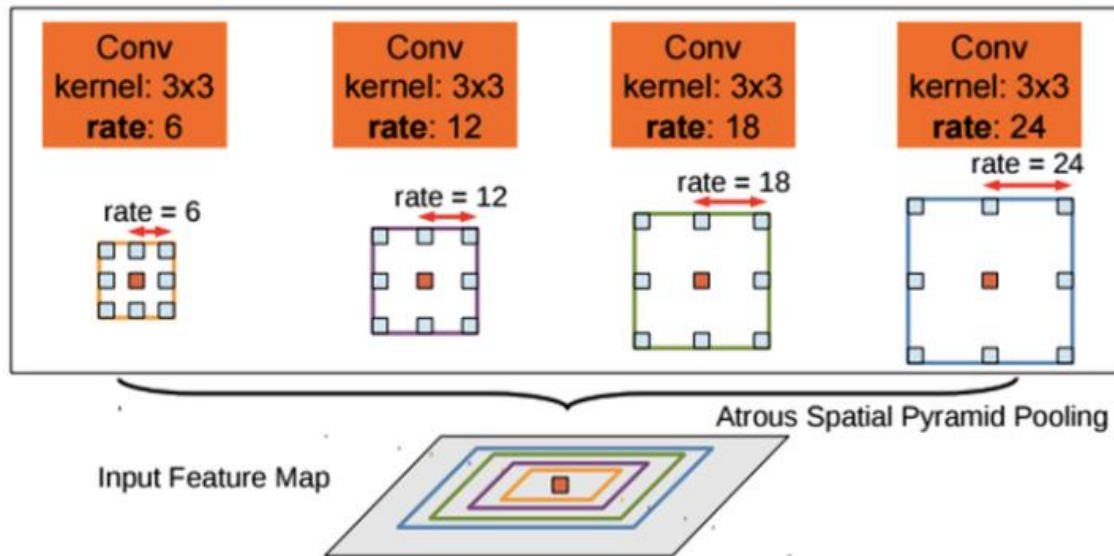 Conv
kernel: 3x3
rate: 6
Conv
kernel: 3x3
rate: 12
Conv
kernel: 3x3
rate: 18
Conv
kernel: 3x3
rate: 24
rate = 6
rate = 12
rate = 18
rate = 24
Atrous Spatial Pyramid Pooling
Input Feature Map